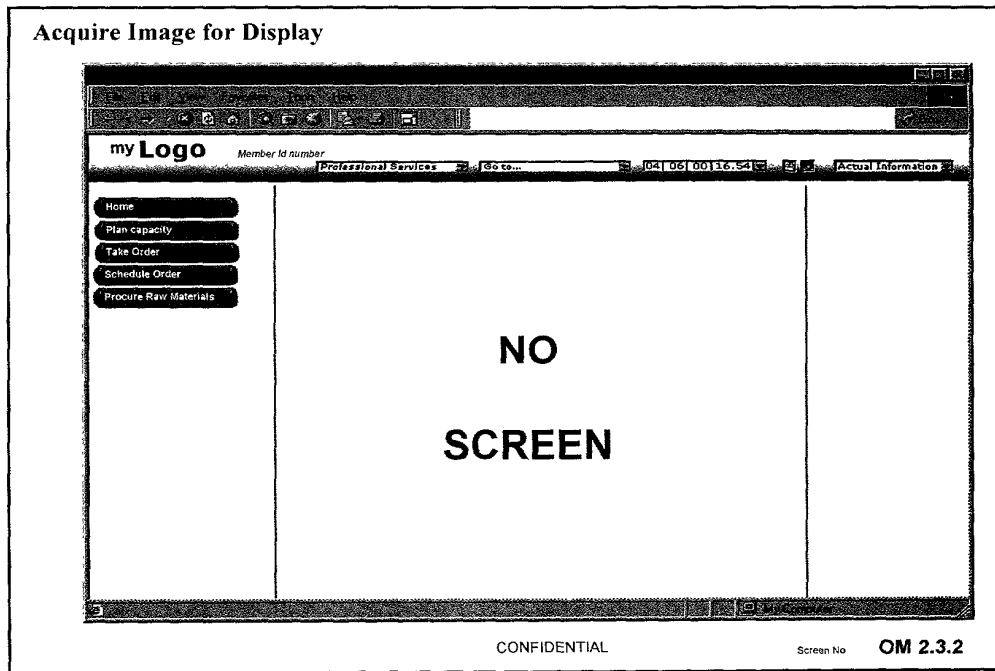 Acquire Image for Display
my Logo
Member Id number
Professional Services Go to... 04 06 00 16.54 Actual Information
Home
Plan capacity
Take Order
Schedule Order
Procure Raw Materials
NO
SCREEN
My Computer
CONFIDENTIAL
Screen No OM 2.3.2